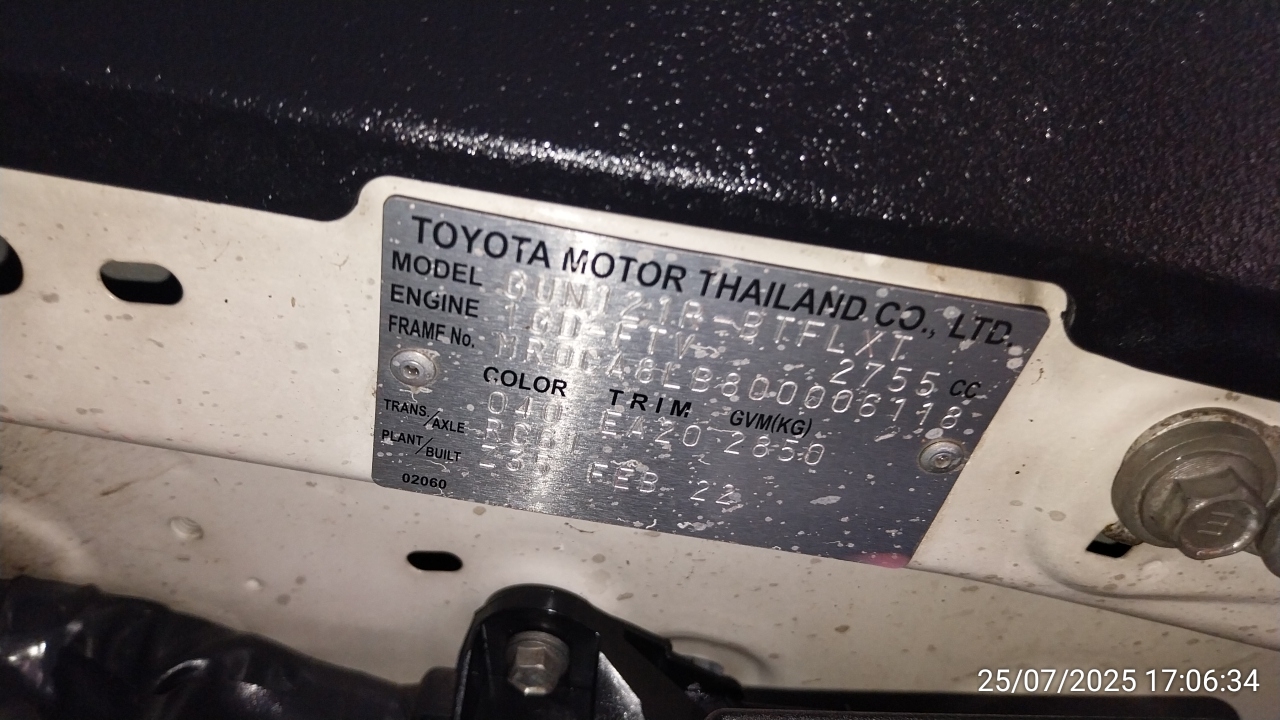 TOYOTA MOTOR THAILAND CO., LTD.
MODEL GUN121R-BTFLXT
ENGINE 1GD-FTV 2755 CC
FRAME No. MR0CA8LB800006118
COLOR TRIM GVM(KG)
040 EA20 2850
TRANS./AXLE
PLANT/BUILT FEB 22
02060
25/07/2025 17:06:34